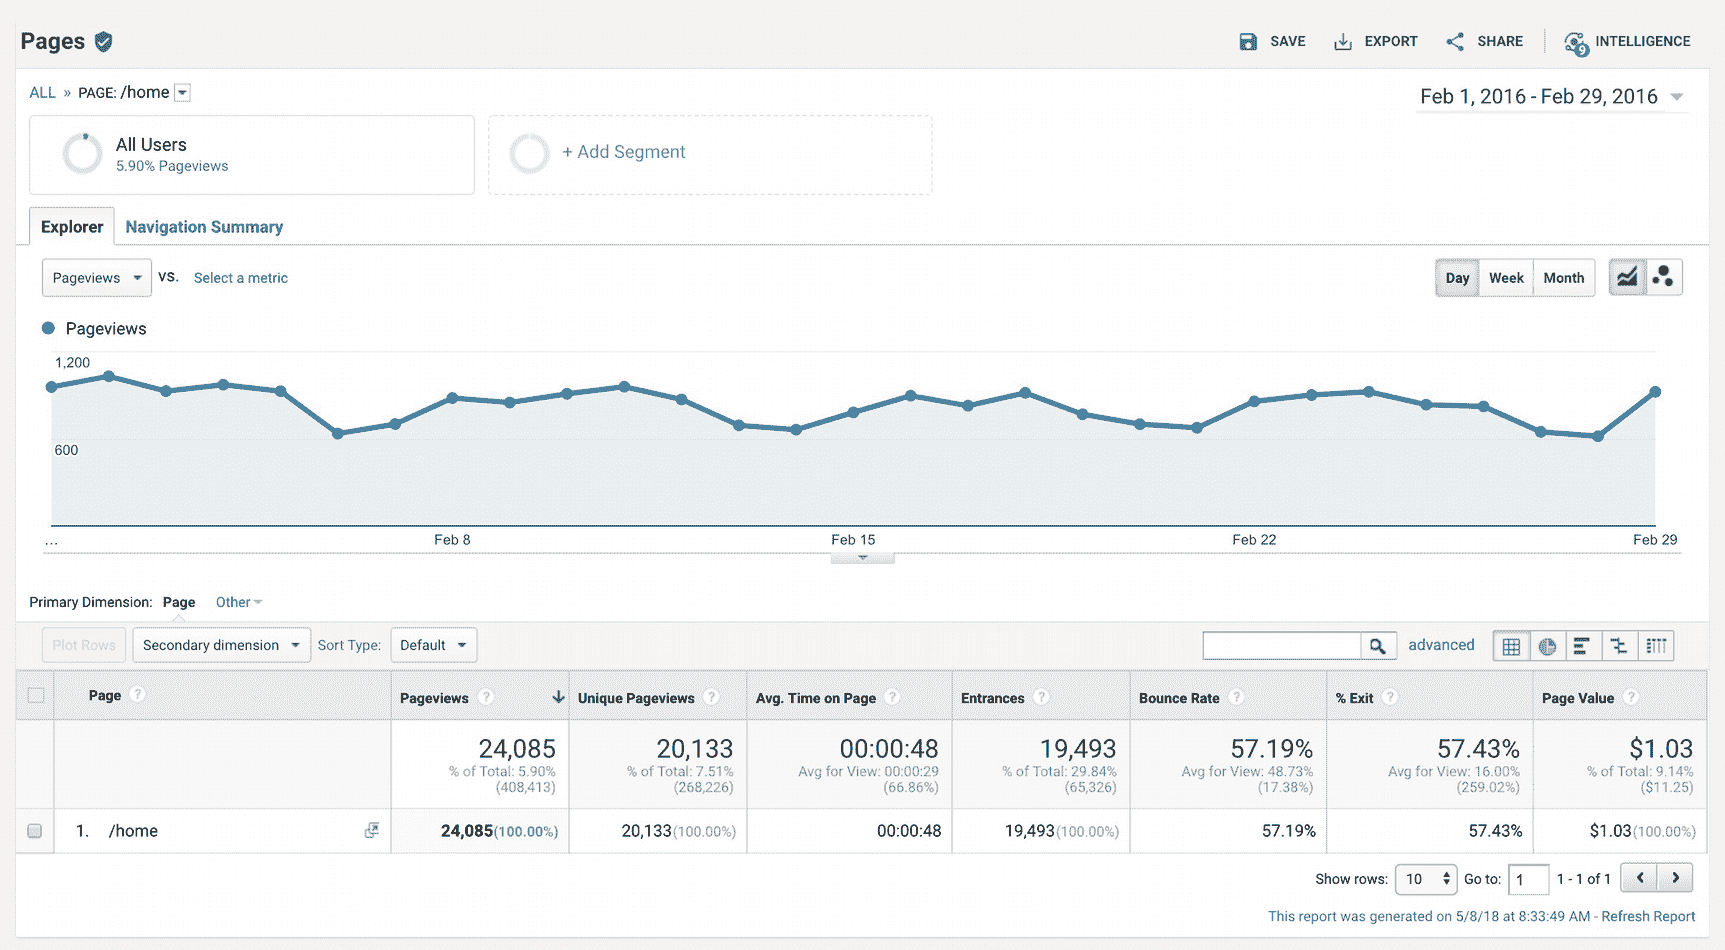 Pages
SAVE EXPORT SHARE 9 INTELLIGENCE
ALL » PAGE: /home
Feb 1, 2016 - Feb 29, 2016
All Users
5.90% Pageviews
+ Add Segment
Explorer Navigation Summary
Pageviews VS. Select a metric
Day Week Month
Pageviews
1,200
600
... Feb 8 Feb 15 Feb 22 Feb 29
Primary Dimension: Page Other
Plot Rows Secondary dimension Sort Type: Default advanced
Page ? Pageviews ? Unique Pageviews ? Avg. Time on Page ? Entrances ? Bounce Rate ? % Exit ? Page Value ?
24,085 20,133 00:00:48 19,493 57.19% 57.43% $1.03
% of Total: 5.90% % of Total: 7.51% Avg for View: 00:00:29 % of Total: 29.84% Avg for View: 48.73% Avg for View: 16.00% % of Total: 9.14%
(408,413) (268,226) (66.86%) (65,326) (17.38%) (259.02%) ($11.25)
1. /home 24,085(100.00%) 20,133(100.00%) 00:00:48 19,493(100.00%) 57.19% 57.43% $1.03(100.00%)
Show rows: 10 Go to: 1 1 - 1 of 1
This report was generated on 5/8/18 at 8:33:49 AM - Refresh Report